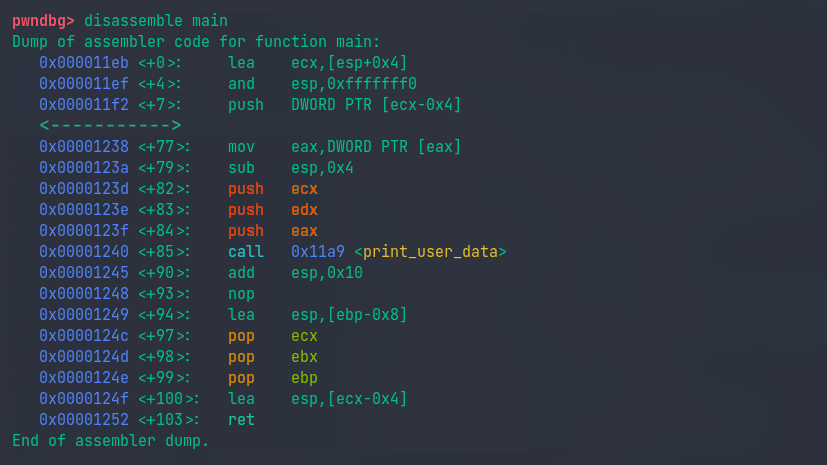 pwndbg> disassemble main
Dump of assembler code for function main:
0x000011eb <+0>: lea ecx,[esp+0x4]
0x000011ef <+4>: and esp,0xfffffff0
0x000011f2 <+7>: push DWORD PTR [ecx-0x4]
<----------->
0x00001238 <+77>: mov eax,DWORD PTR [eax]
0x0000123a <+79>: sub esp,0x4
0x0000123d <+82>: push ecx
0x0000123e <+83>: push edx
0x0000123f <+84>: push eax
0x00001240 <+85>: call 0x11a9 <print_user_data>
0x00001245 <+90>: add esp,0x10
0x00001248 <+93>: nop
0x00001249 <+94>: lea esp,[ebp-0x8]
0x0000124c <+97>: pop ecx
0x0000124d <+98>: pop ebx
0x0000124e <+99>: pop ebp
0x0000124f <+100>: lea esp,[ecx-0x4]
0x00001252 <+103>: ret
End of assembler dump.